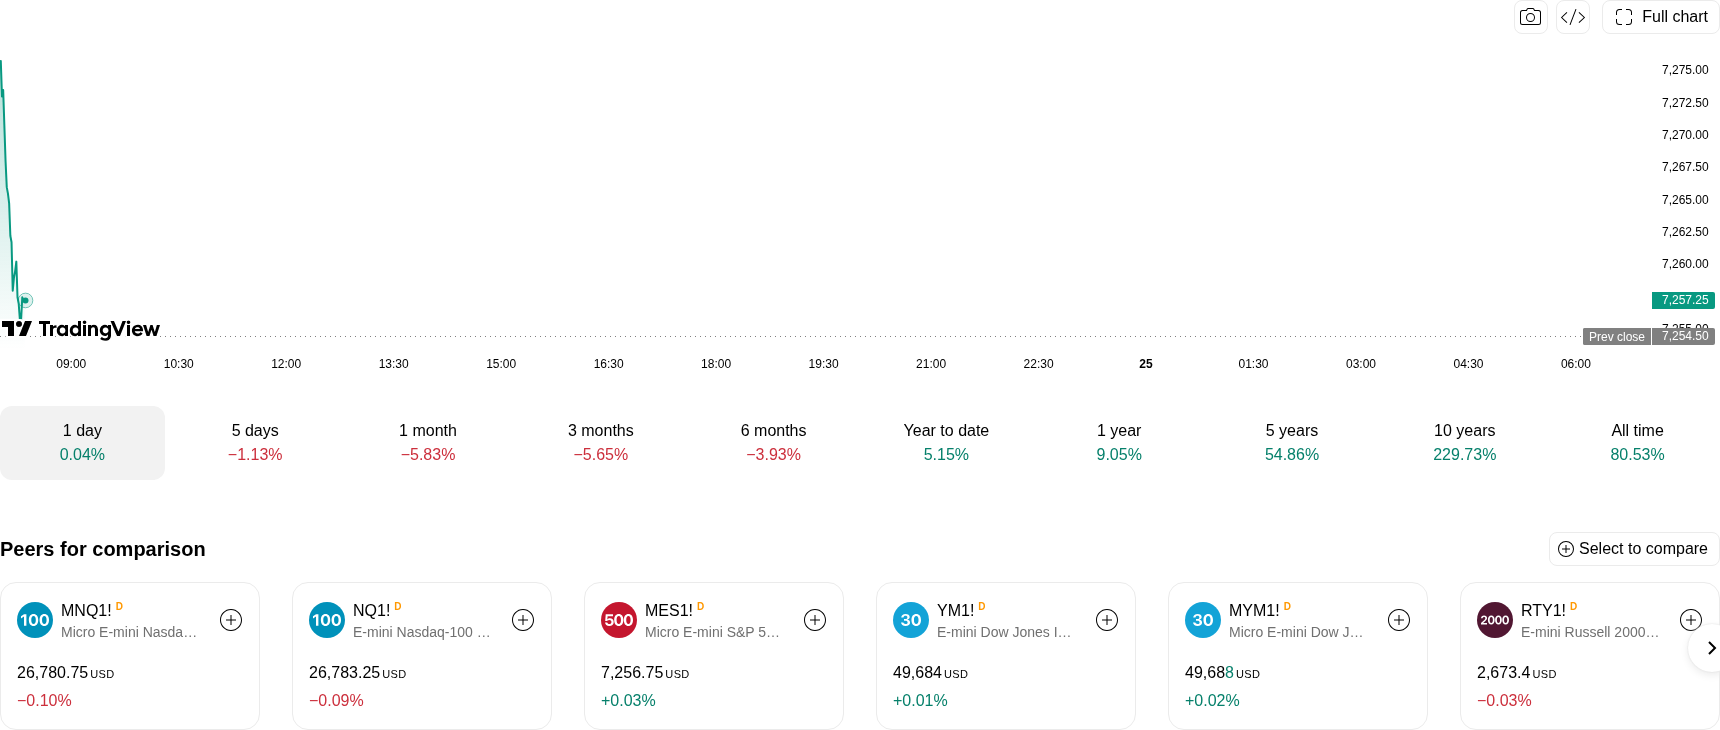 Full chart
7,275.00
7,272.50
7,270.00
7,267.50
7,265.00
7,262.50
7,260.00
7,257.25
7,255.00
Prev close 7,254.50
TradingView
09:00 10:30 12:00 13:30 15:00 16:30 18:00 19:30 21:00 22:30 25 01:30 03:00 04:30 06:00
1 day 5 days 1 month 3 months 6 months Year to date 1 year 5 years 10 years All time
0.04% −1.13% −5.83% −5.65% −3.93% 5.15% 9.05% 54.86% 229.73% 80.53%
Peers for comparison
Select to compare
100 MNQ1! D
Micro E-mini Nasda…
26,780.75 USD
−0.10%
100 NQ1! D
E-mini Nasdaq-100 …
26,783.25 USD
−0.09%
500 MES1! D
Micro E-mini S&P 5…
7,256.75 USD
+0.03%
30 YM1! D
E-mini Dow Jones I…
49,684 USD
+0.01%
30 MYM1! D
Micro E-mini Dow J…
49,688 USD
+0.02%
2000 RTY1! D
E-mini Russell 2000…
2,673.4 USD
−0.03%